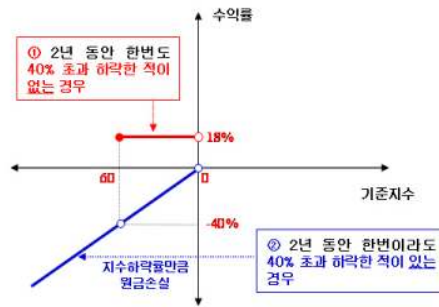 수익률
① 2년 동안 한번도
40% 초과 하락한 적이
없는 경우
18%
60
0
기준지수
-40%
지수하락률만큼
원금손실
② 2년 동안 한번이라도
40% 초과 하락한 적이 있는
경우